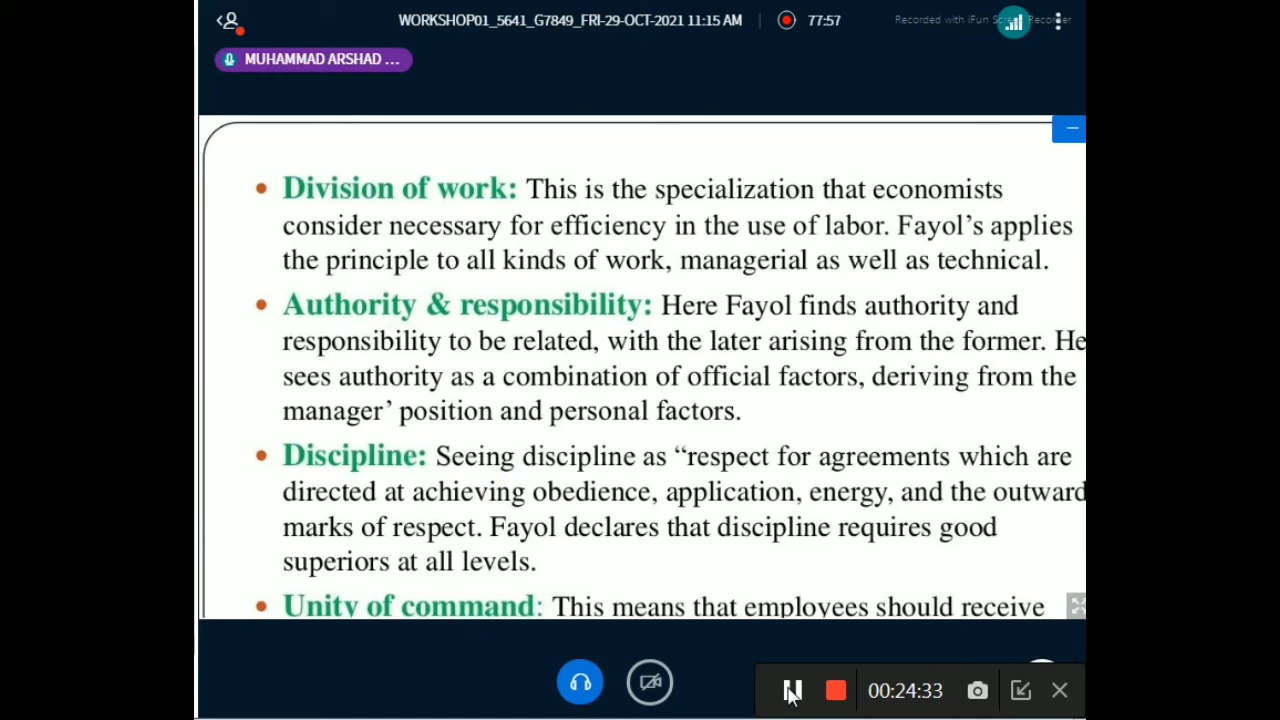 WORKSHOP01_5641_G7849_FRI-29-OCT-2021 11:15 AM
77:57
Recorded with iFun Screen Recorder
MUHAMMAD ARSHAD ...
• Division of work: This is the specialization that economists
consider necessary for efficiency in the use of labor. Fayol’s applies
the principle to all kinds of work, managerial as well as technical.
• Authority & responsibility: Here Fayol finds authority and
responsibility to be related, with the later arising from the former. He
sees authority as a combination of official factors, deriving from the
manager’ position and personal factors.
• Discipline: Seeing discipline as “respect for agreements which are
directed at achieving obedience, application, energy, and the outward
marks of respect. Fayol declares that discipline requires good
superiors at all levels.
• Unity of command: This means that employees should receive
00:24:33